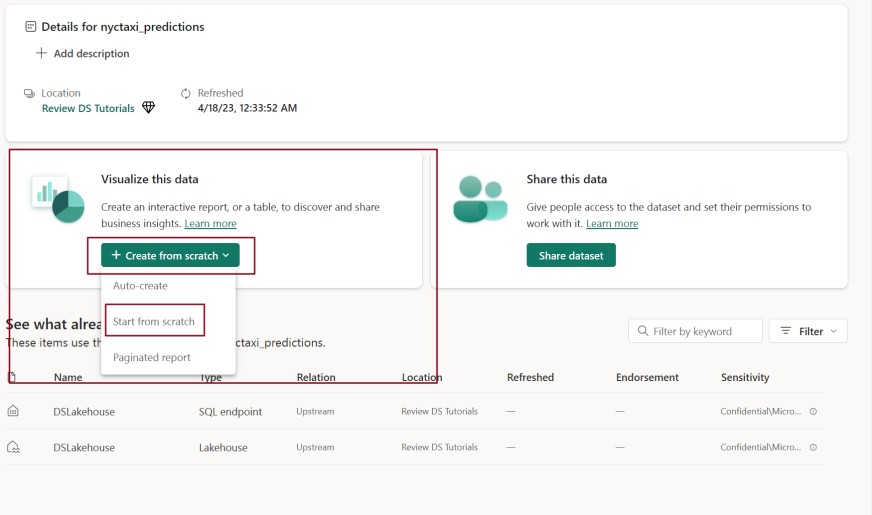 Details for nyctaxi_predictions
Add description
Location
Review DS Tutorials
Refreshed
4/18/23, 12:33:52 AM
Visualize this data
Create an interactive report, or a table, to discover and share
business insights. Learn more
+ Create from scratch
Auto-create
Start from scratch
Paginated report
Share this data
Give people access to the dataset and set their permissions to
work with it. Learn more
Share dataset
See what alrea
These items use th
ctaxi_predictions.
Filter by keyword
Filter
Name Type Relation Location Refreshed Endorsement Sensitivity
DSLakehouse SQL endpoint Upstream Review DS Tutorials — — Confidential\Micro...
DSLakehouse Lakehouse Upstream Review DS Tutorials — — Confidential\Micro...